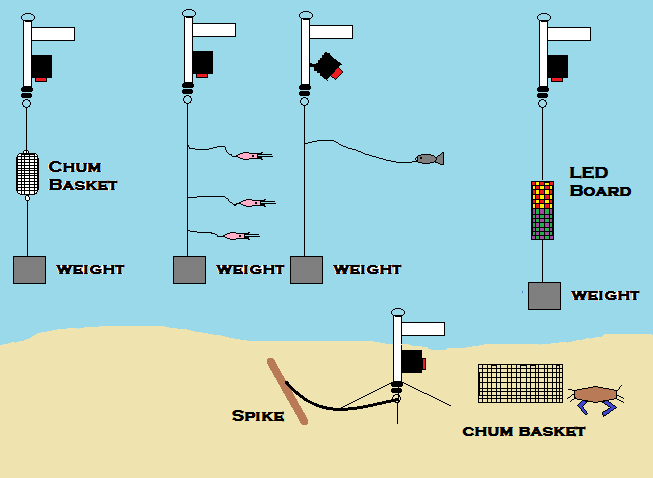 Chum
Basket
LED
Board
weight
weight
weight
weight
Spike
chum basket